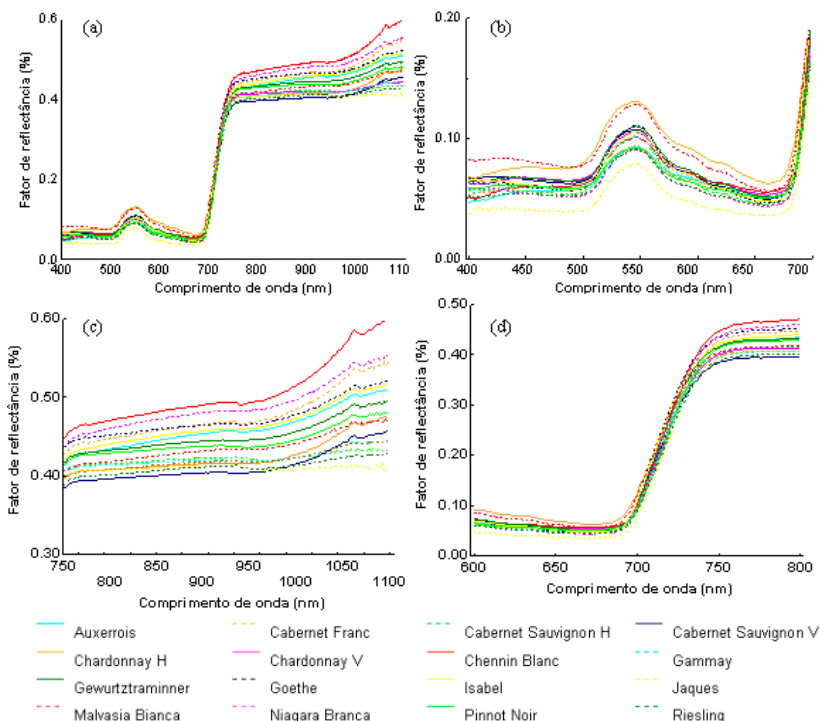 (a)
Fator de reflectância (%)
0.6
0.4
0.2
0.0
400 500 600 700 800 900 1000 110
Comprimento de onda (nm)
(b)
Fator de reflectância (%)
0.20
0.10
0.00
400 450 500 550 600 650 700
Comprimento de onda (nm)
(c)
Fator de reflectância (%)
0.60
0.50
0.40
0.30
750 850 950 1050
800 900 1000 1100
Comprimento de onda (nm)
(d)
Fator de reflectância (%)
0.50
0.40
0.30
0.20
0.10
0.00
600 650 700 750 800
Comprimento de onda (nm)
Auxerrois Cabernet Franc Cabernet Sauvignon H Cabernet Sauvignon V
Chardonnay H Chardonnay V Chennin Blanc Gammay
Gewurtztraminner Goethe Isabel Jaques
Malvasia Bianca Niagara Branca Pinnot Noir Riesling